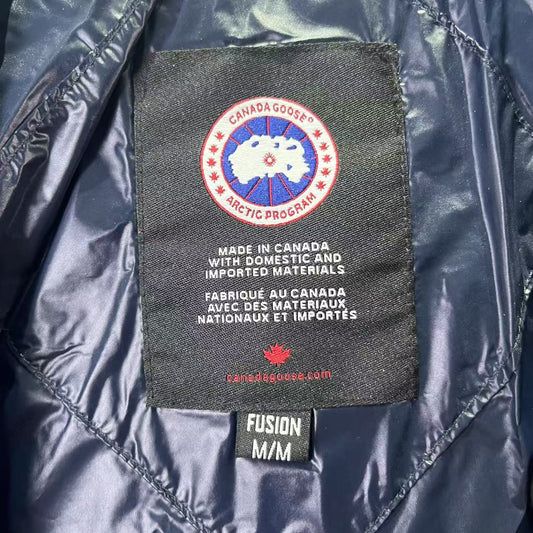 CANADA GOOSE®
ARCTIC PROGRAM
MADE IN CANADA
WITH DOMESTIC AND
IMPORTED MATERIALS
FABRIQUÉ AU CANADA
AVEC DES MATERIAUX
NATIONAUX ET IMPORTÉS
canadagoose.com
FUSION
M/M